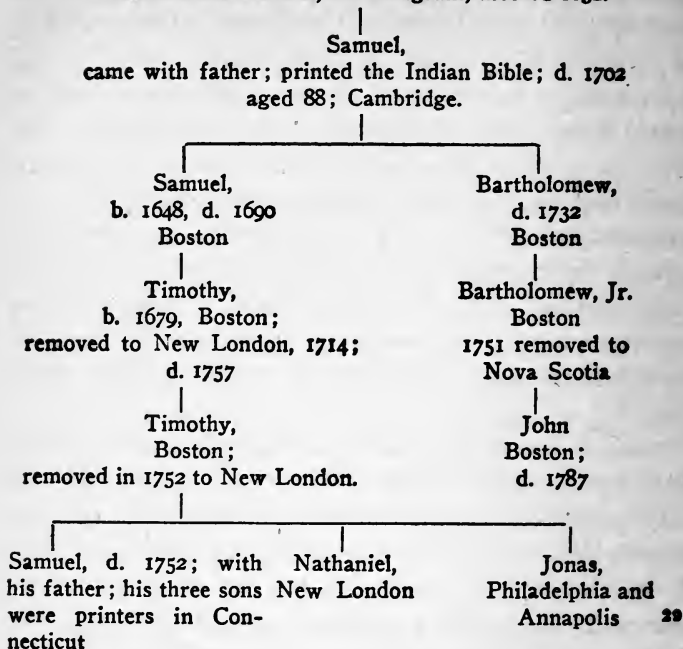 Samuel,
came with father; printed the Indian Bible; d. 1702
aged 88; Cambridge.
Samuel,
b. 1648, d. 1690
Boston
Bartholomew,
d. 1732
Boston
Timothy,
b. 1679, Boston;
removed to New London, 1714;
d. 1757
Bartholomew, Jr.
Boston
1751 removed to
Nova Scotia
Timothy,
Boston;
removed in 1752 to New London.
John
Boston;
d. 1787
Samuel, d. 1752; with
his father; his three sons
were printers in Con-
necticut
Nathaniel,
New London
Jonas,
Philadelphia and
Annapolis 29